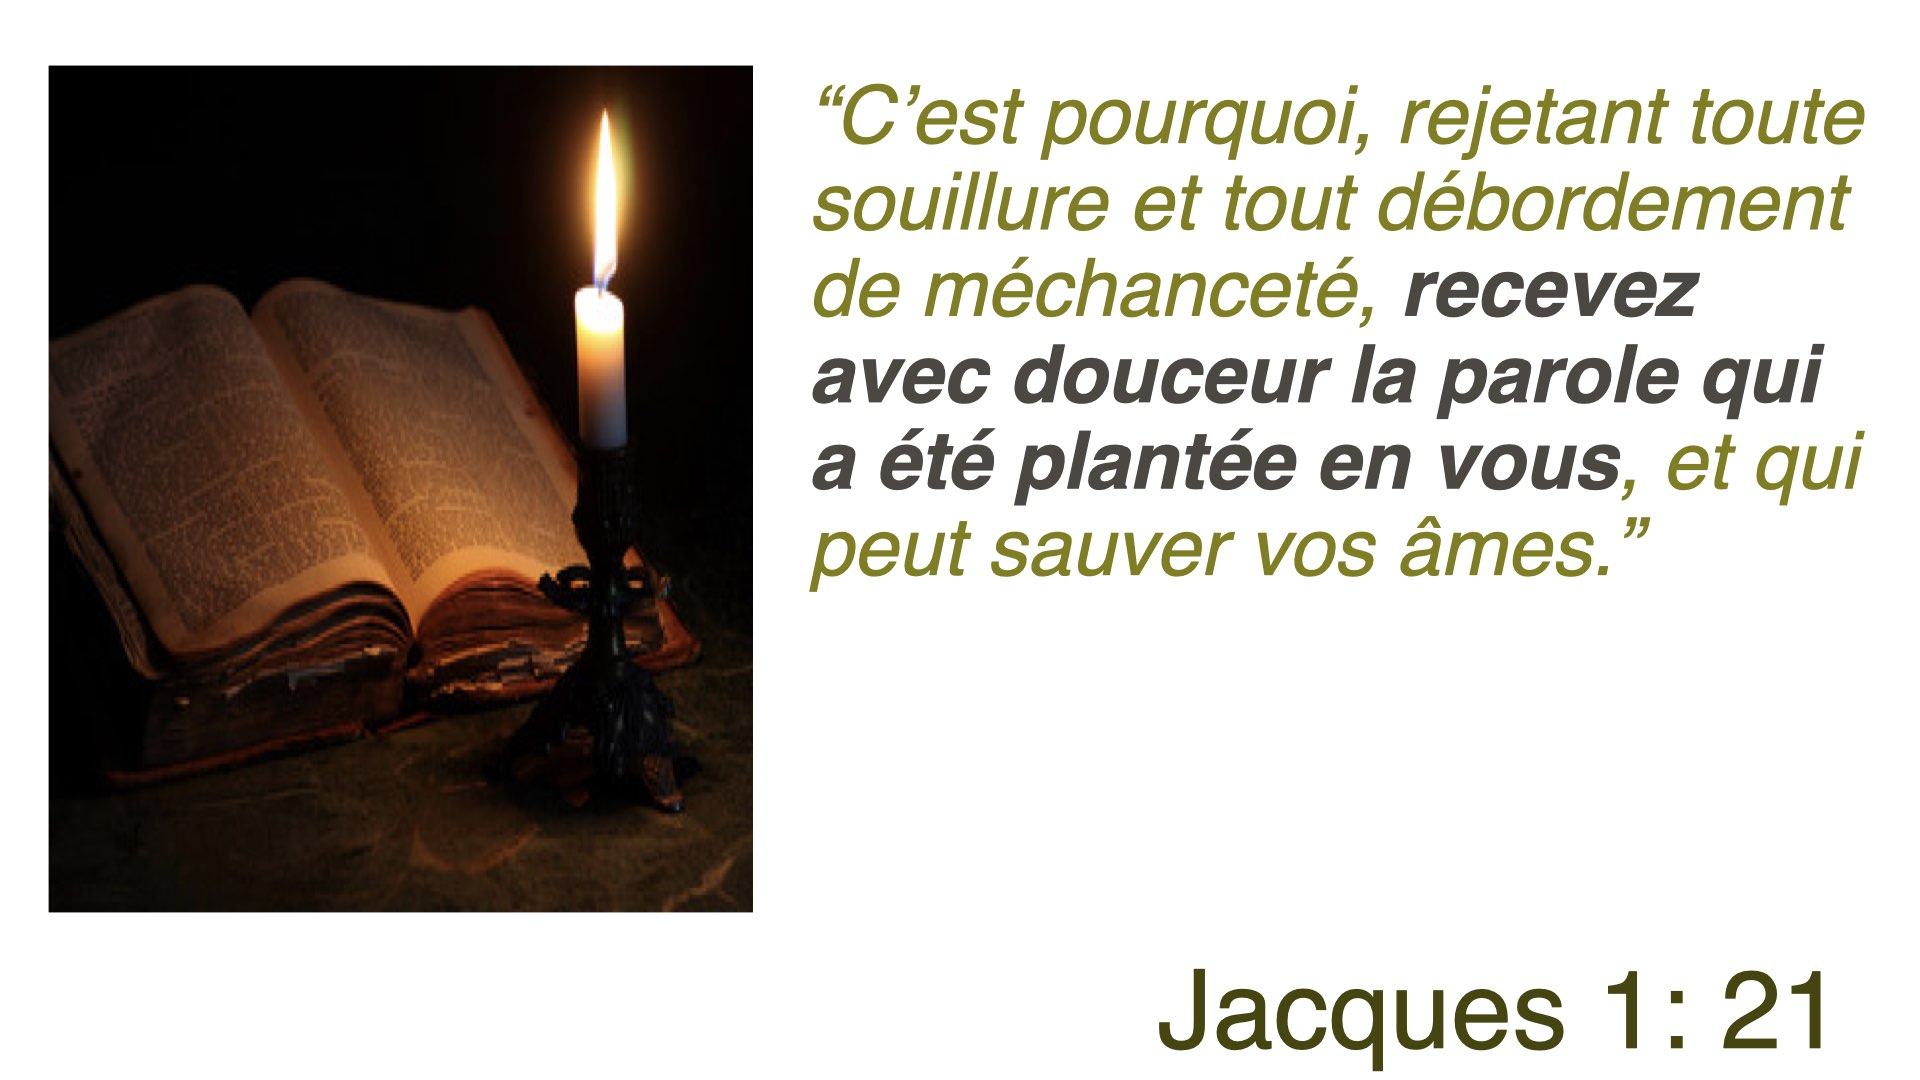 “C’est pourquoi, rejetant toute
souillure et tout débordement
de méchanceté, recevez
avec douceur la parole qui
a été plantée en vous, et qui
peut sauver vos âmes.”
Jacques 1: 21